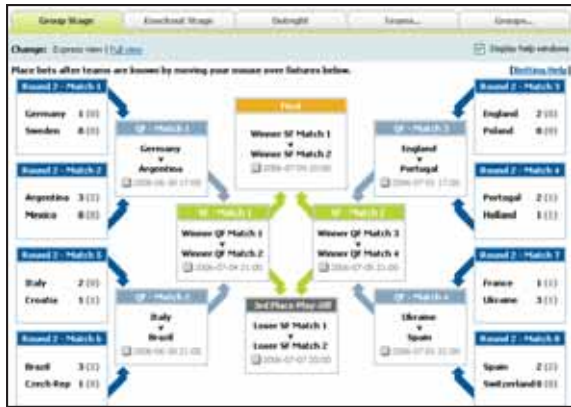 Group Stage
Knockout Stage
Outright
Teams...
Groups...
Change: Express view | Full view
Display help windows
Place bets after teams are known by moving your mouse over fixtures below.
[Betting Help]
Round 2 - Match 1
Germany 1 (0)
Sweden 0 (0)
Round 2 - Match 2
Argentina 3 (1)
Mexico 0 (0)
Round 2 - Match 5
Italy 2 (0)
Croatia 1 (1)
Round 2 - Match 6
Brazil 3 (1)
Czech Rep 1 (0)
QF - Match 1
Germany
v
Argentina
2006-06-30 17:00
QF - Match 2
Italy
v
Brazil
2006-06-30 21:00
SF - Match 1
Winner QF Match 1
v
Winner QF Match 2
2006-07-04 21:00
Final
Winner SF Match 1
v
Winner SF Match 2
2006-07-09 20:00
3rd Place Play-Off
Loser SF Match 1
v
Loser SF Match 2
2006-07-07 20:00
SF - Match 2
Winner QF Match 3
v
Winner QF Match 4
2006-07-05 21:00
QF - Match 3
England
v
Portugal
2006-07-01 17:00
QF - Match 4
Ukraine
v
Spain
2006-07-01 21:00
Round 2 - Match 3
England 2 (0)
Poland 0 (0)
Round 2 - Match 4
Portugal 2 (1)
Holland 1 (1)
Round 2 - Match 7
France 1 (1)
Ukraine 3 (1)
Round 2 - Match 8
Spain 2 (2)
Switzerland 0 (0)